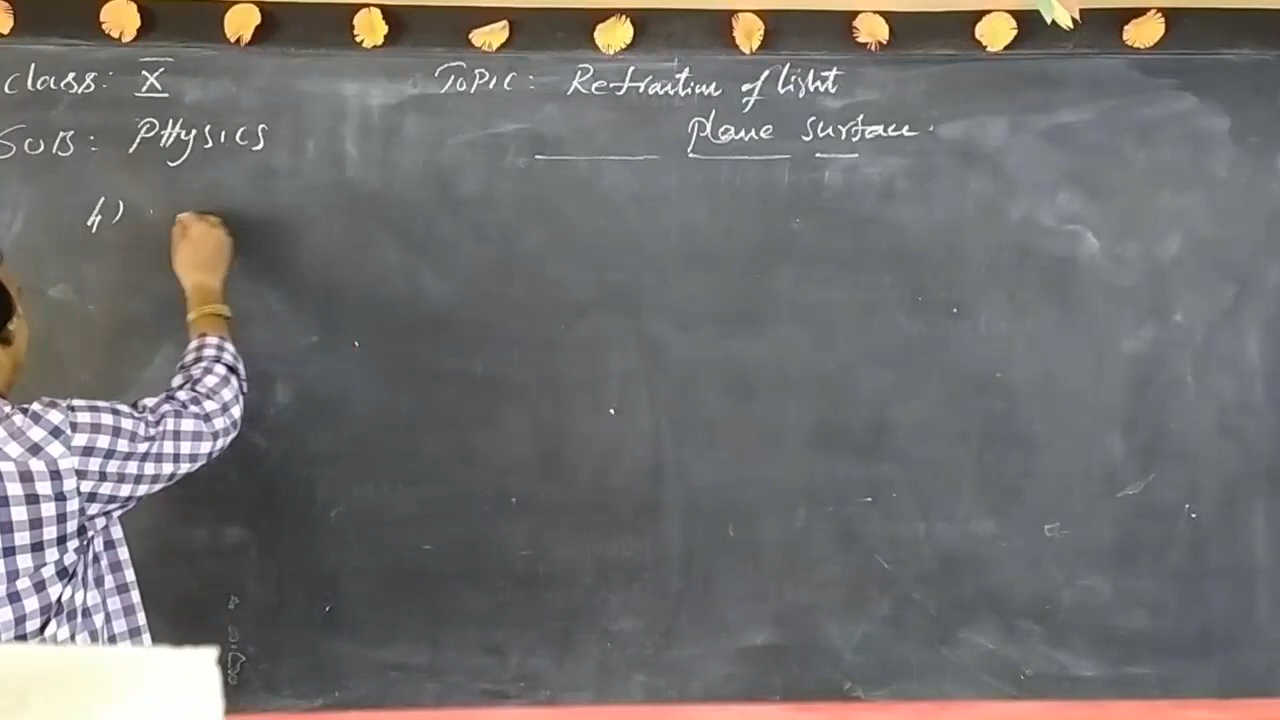 class: X
Topic: Refraction of light
SUB: PHysics
plane surface.
4)